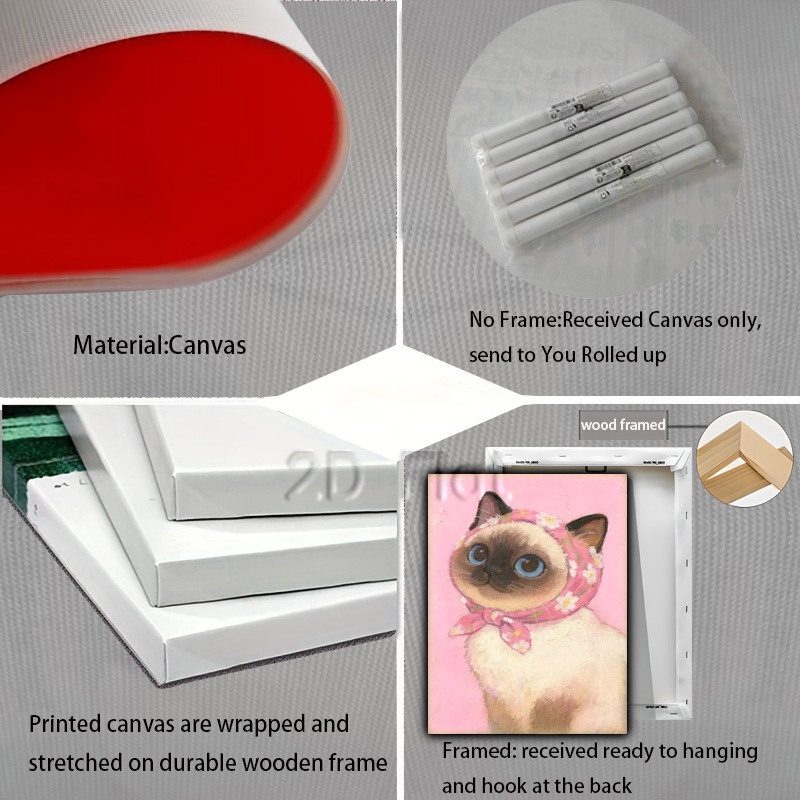 Material:Canvas
No Frame:Received Canvas only,
send to You Rolled up
2D
Printed canvas are wrapped and
stretched on durable wooden frame
wood framed
Framed: received ready to hanging
and hook at the back